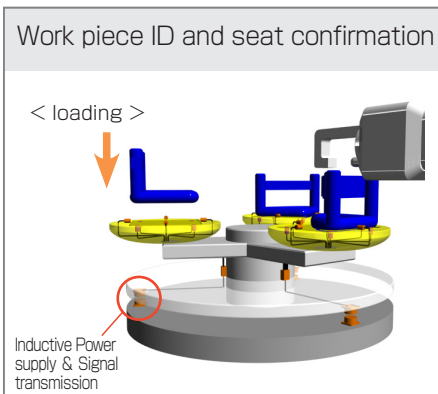 Work piece ID and seat confirmation
< loading >
Inductive Power
supply & Signal
transmission